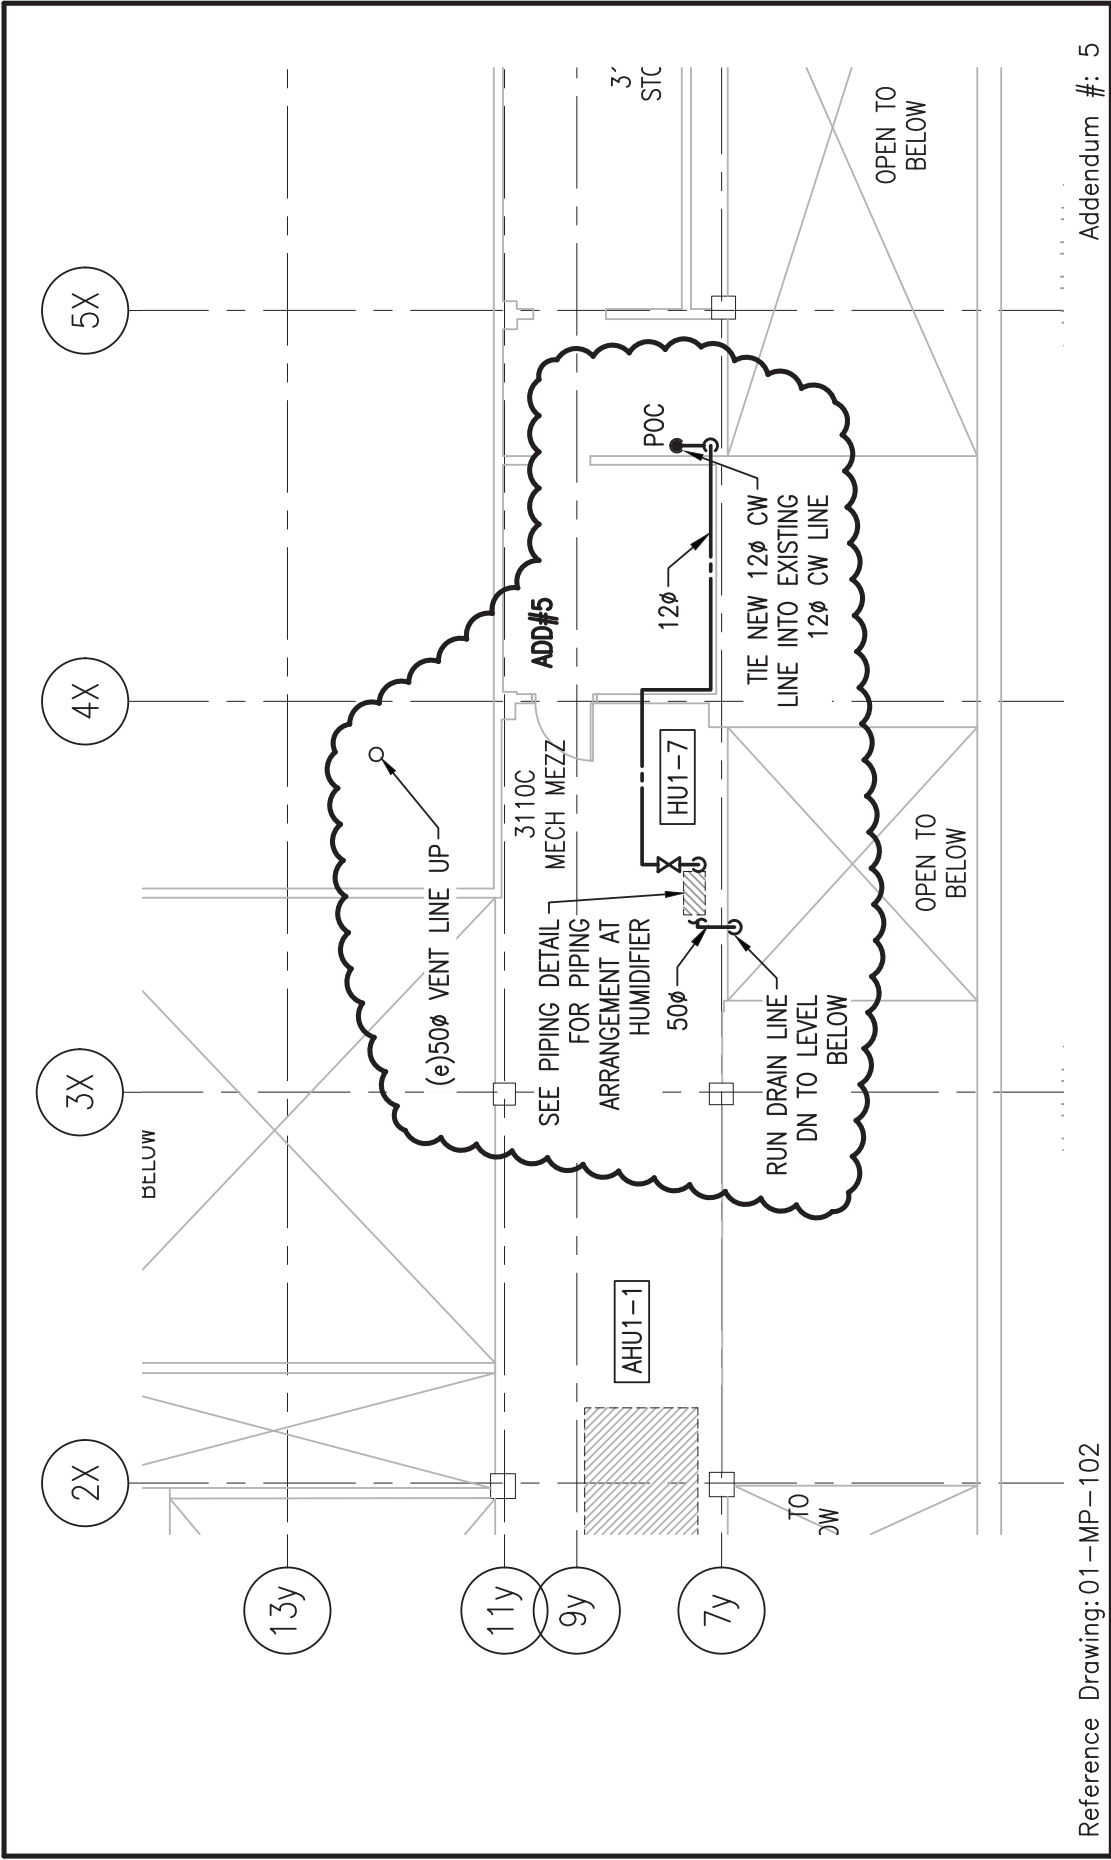 2X
3X
4X
5X
13y
11y
9y
7y
BELOW
(e)50ø VENT LINE UP
3110C
MECH MEZZ
ADD#5
SEE PIPING DETAIL
FOR PIPING
ARRANGEMENT AT
HUMIDIFIER
50ø
RUN DRAIN LINE
DN TO LEVEL
BELOW
HU1-7
12ø
POC
TIE NEW 12ø CW
LINE INTO EXISTING
12ø CW LINE
AHU1-1
OPEN TO
BELOW
OPEN TO
BELOW
TO
OW
3
STO
Reference Drawing: 01-MP-102
Addendum #: 5